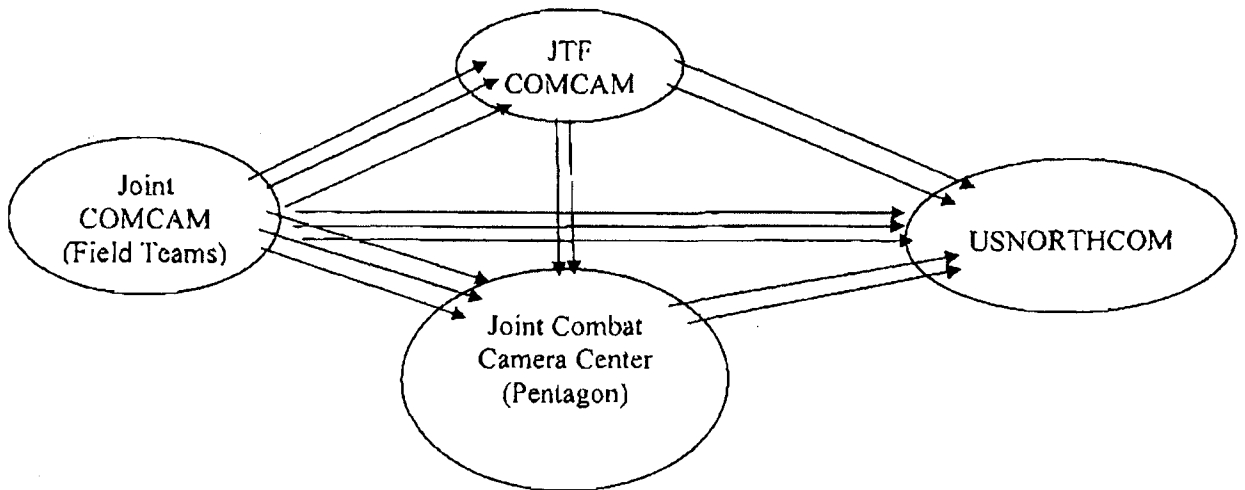 JTF
COMCAM
Joint
COMCAM
(Field Teams)
USNORTHCOM
Joint Combat
Camera Center
(Pentagon)